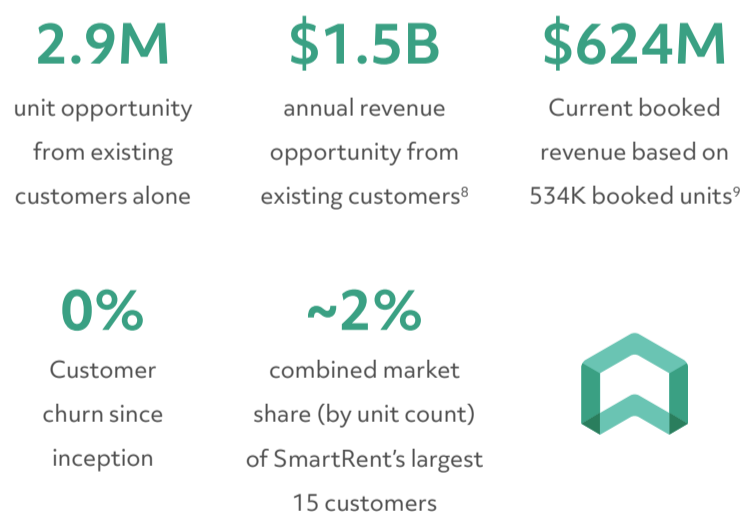 2.9M
unit opportunity
from existing
customers alone
$1.5B
annual revenue
opportunity from
existing customers⁸
$624M
Current booked
revenue based on
534K booked units⁹
0%
Customer
churn since
inception
~2%
combined market
share (by unit count)
of SmartRent’s largest
15 customers